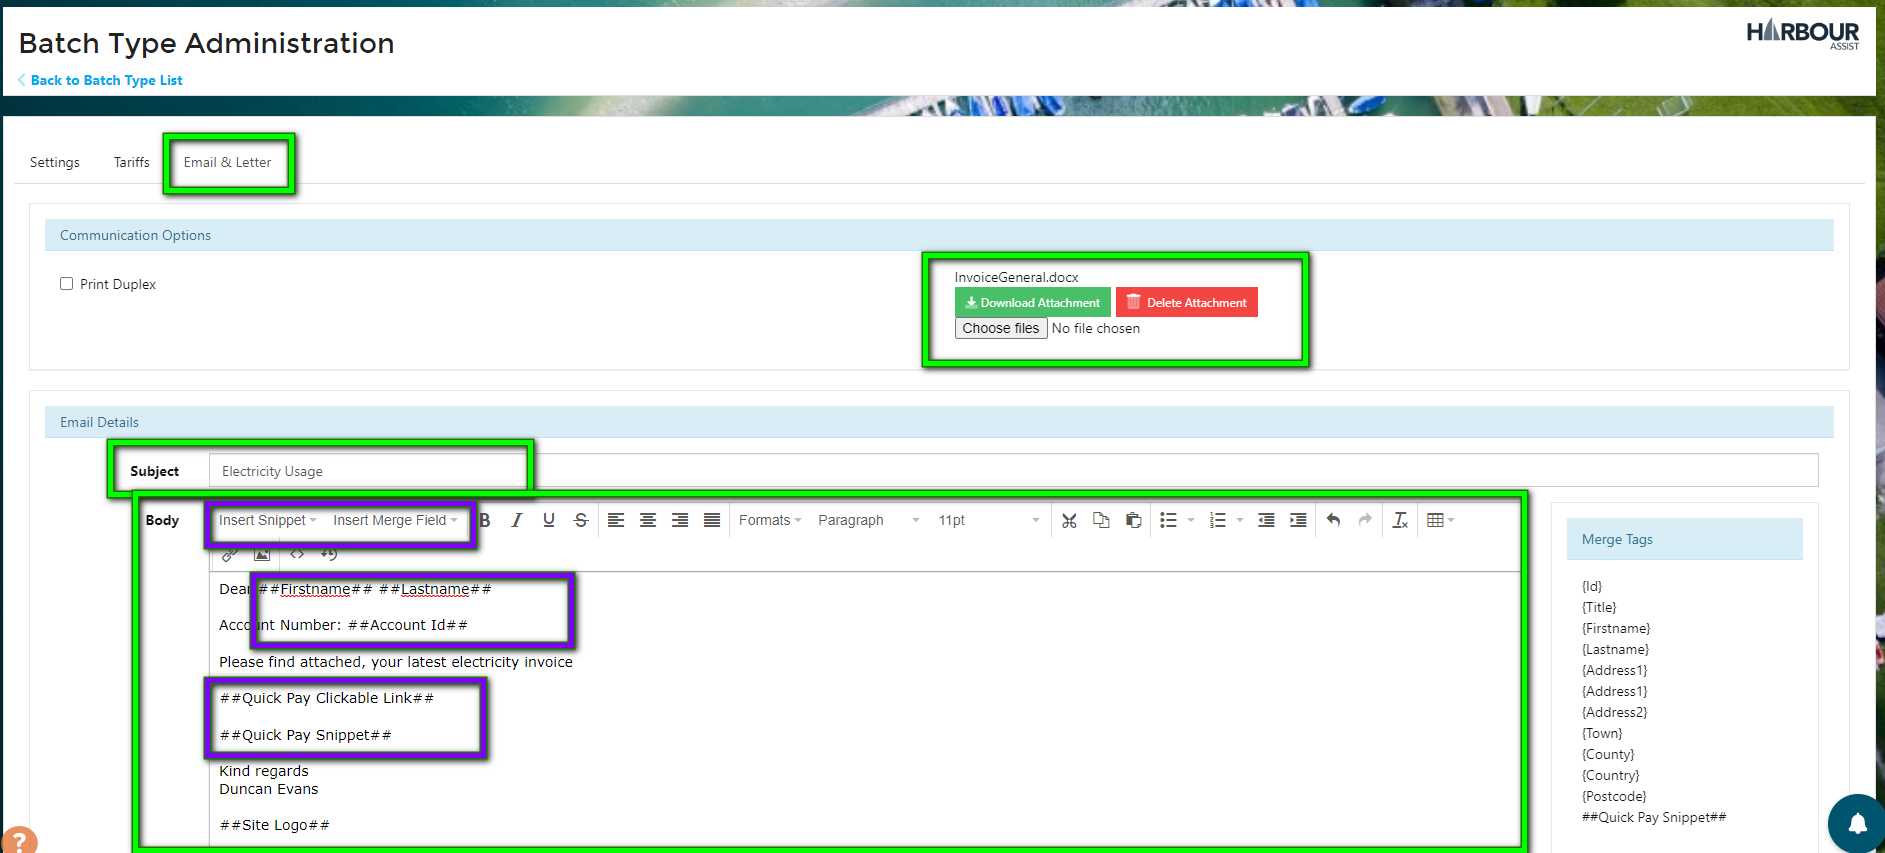 Batch Type Administration
HARBOUR
ASSIST
Back to Batch Type List
Settings
Tariffs
Email & Letter
Communication Options
Print Duplex
InvoiceGeneral.docx
Download Attachment
Delete Attachment
Choose files No file chosen
Email Details
Subject
Electricity Usage
Body
Insert Snippet
Insert Merge Field
B I U S
Formats
Paragraph
11pt
Dear ##Firstname## ##Lastname##
Account Number: ##Account Id##
Please find attached, your latest electricity invoice
##Quick Pay Clickable Link##
##Quick Pay Snippet##
Kind regards
Duncan Evans
##Site Logo##
Merge Tags
{Id}
{Title}
{Firstname}
{Lastname}
{Address1}
{Address1}
{Address2}
{Town}
{County}
{Country}
{Postcode}
##Quick Pay Snippet##
?